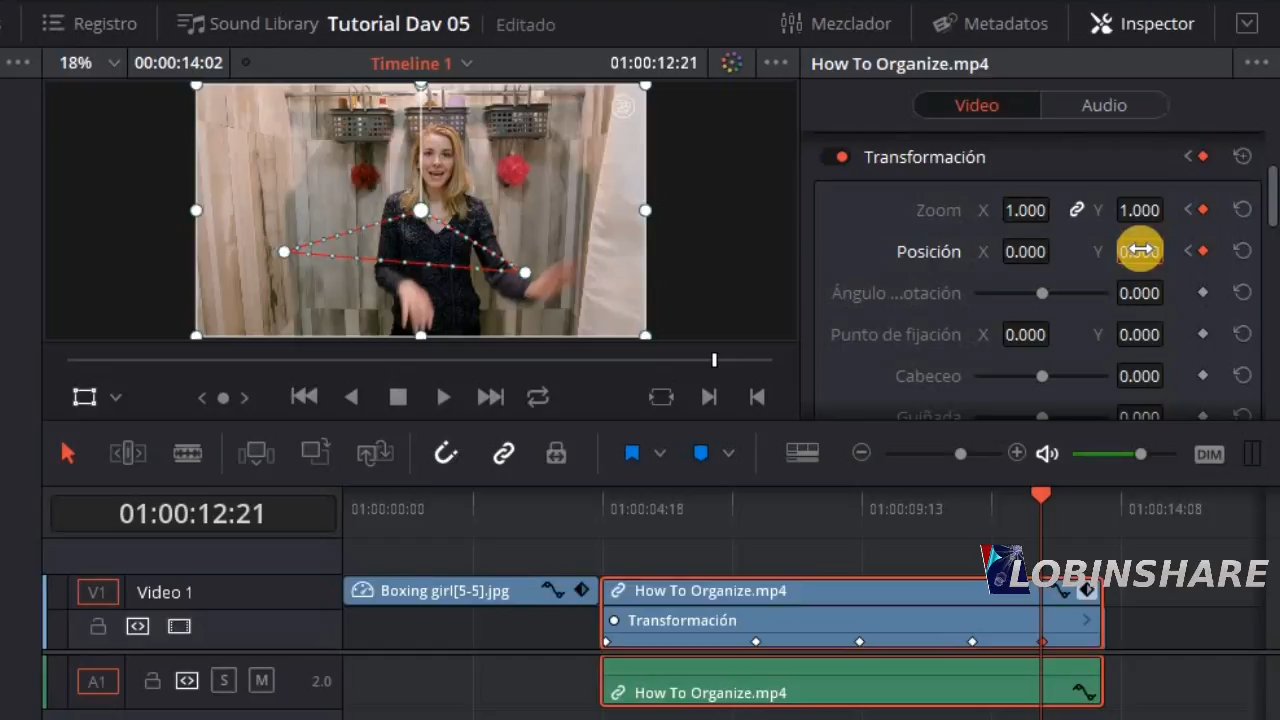 Registro
Sound Library
Tutorial Dav 05
Editado
Mezclador
Metadatos
Inspector
18%
00:00:14:02
Timeline 1
01:00:12:21
How To Organize.mp4
Video
Audio
Transformación
Zoom X 1.000 Y 1.000
Posición X 0.000 Y
Ángulo ...otación 0.000
Punto de fijación X 0.000 Y 0.000
Cabeceo 0.000
Guiñada 0.000
DIM
01:00:12:21
01:00:00:00
01:00:04:18
01:00:09:13
01:00:14:08
LOBINSHARE
V1 Video 1
Boxing girl[5-5].jpg
How To Organize.mp4
Transformación
A1 S M 2.0
How To Organize.mp4